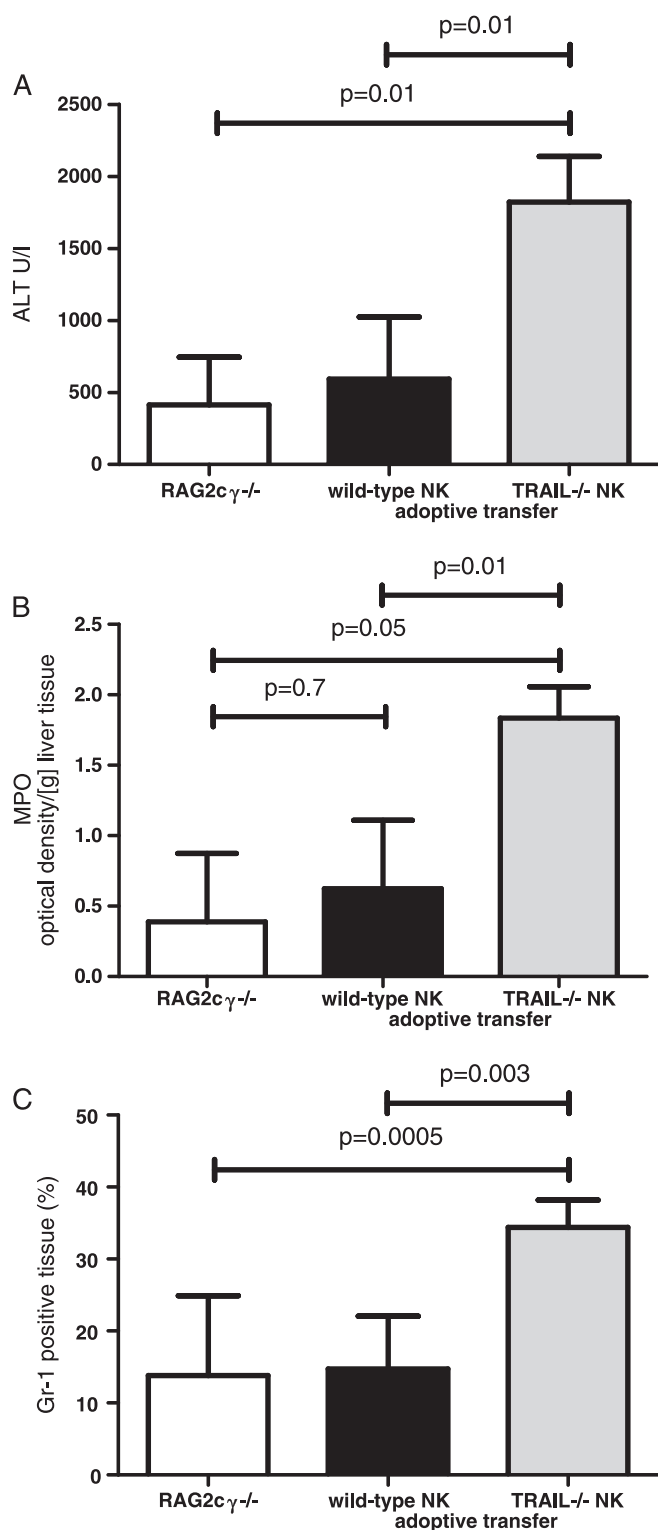 A
p=0.01
p=0.01
ALT U/l
2500
2000
1500
1000
500
0
RAG2cγ-/- wild-type NK TRAIL-/- NK
adoptive transfer
B
p=0.01
p=0.05
p=0.7
MPO
optical density/[g] liver tissue
2.5
2.0
1.5
1.0
0.5
0.0
RAG2cγ-/- wild-type NK TRAIL-/- NK
adoptive transfer
C
p=0.003
p=0.0005
Gr-1 positive tissue (%)
50
40
30
20
10
0
RAG2cγ-/- wild-type NK TRAIL-/- NK
adoptive transfer